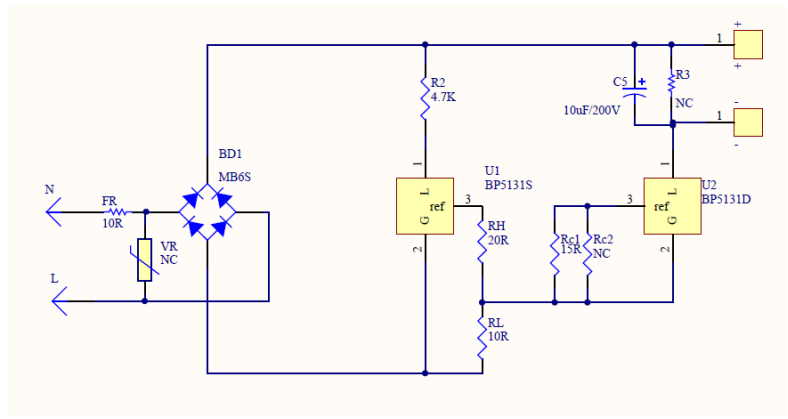 +
1
+
R3
NC
C5
+
10uF/200V
-
1
-
R2
4.7K
BD1
MB6S
N
FR
10R
VR
NC
L
1
L
ref
G
2
3
U1
BP5131S
RH
20R
RL
10R
Rc1
15R
Rc2
NC
3
1
L
ref
G
2
U2
BP5131D